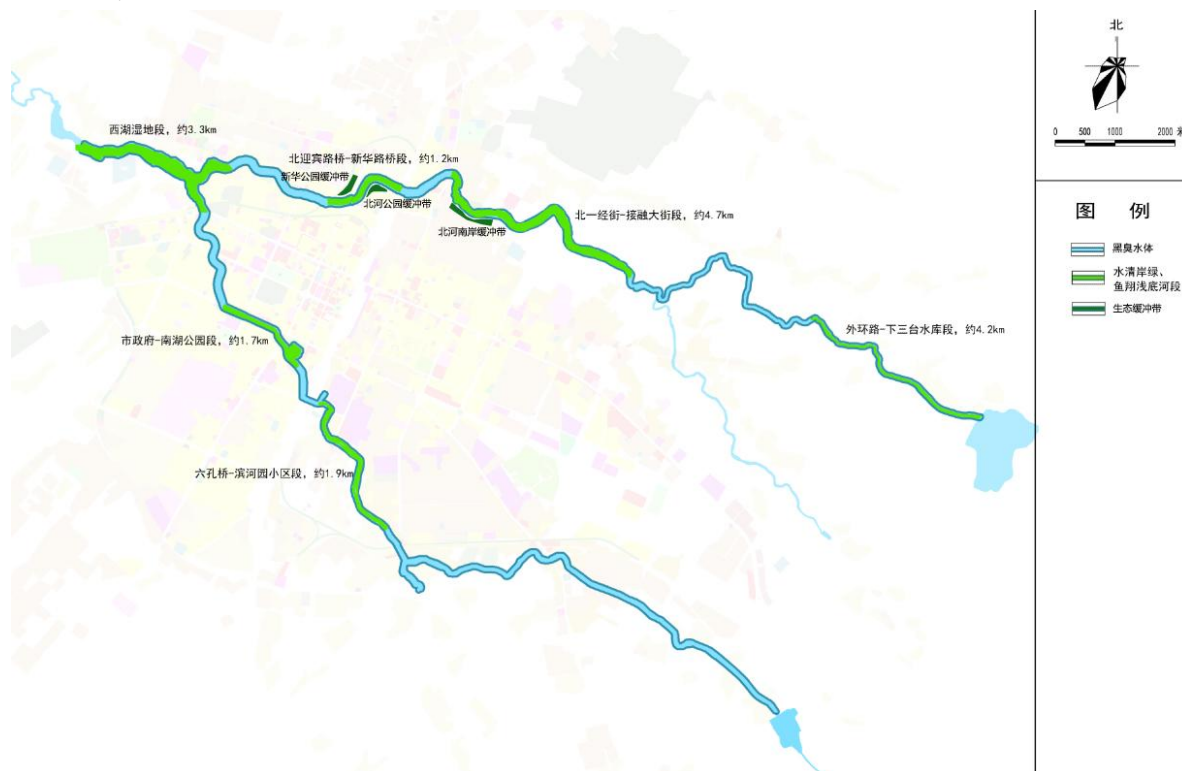 北
0 500 1000 2000 米
西湖湿地段，约3.3km
北迎宾路桥-新华路桥段，约1.2km
新华公园缓冲带
北河公园缓冲带
北河南岸缓冲带
北一经街-接融大街段，约4.7km
外环路-下三台水库段，约4.2km
市政府-南湖公园段，约1.7km
六孔桥-滨河园小区段，约1.9km
图 例
黑臭水体
水清岸绿、
鱼翔浅底河段
生态缓冲带